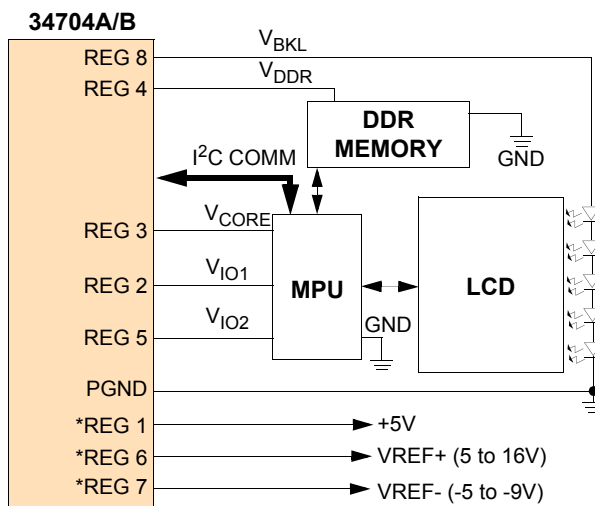 34704A/B
REG 8
V_BKL
REG 4
V_DDR
DDR
MEMORY
GND
I²C COMM
REG 3
V_CORE
REG 2
V_IO1
MPU
LCD
REG 5
V_IO2
GND
PGND
*REG 1
+5V
*REG 6
VREF+ (5 to 16V)
*REG 7
VREF- (-5 to -9V)